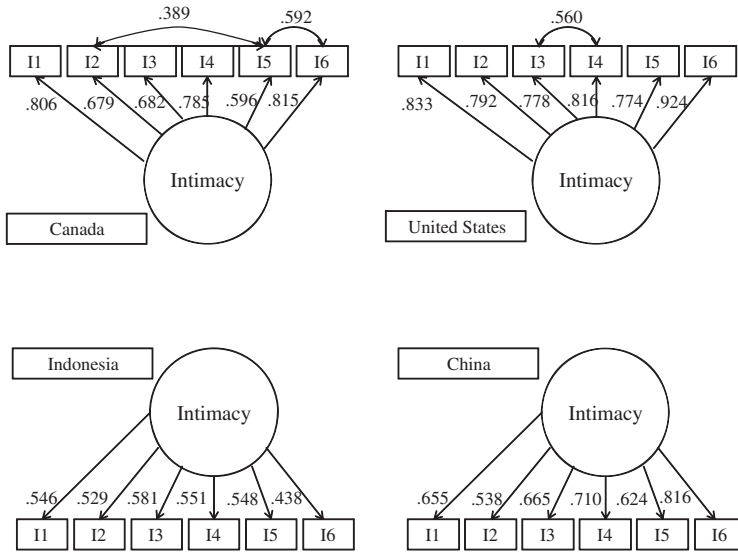 .389
.592
I1 I2 I3 I4 I5 I6
.806 .679 .682 .785 .596 .815
Intimacy
Canada
.560
I1 I2 I3 I4 I5 I6
.833 .792 .778 .816 .774 .924
Intimacy
United States
Indonesia
Intimacy
.546 .529 .581 .551 .548 .438
I1 I2 I3 I4 I5 I6
China
Intimacy
.655 .538 .665 .710 .624 .816
I1 I2 I3 I4 I5 I6